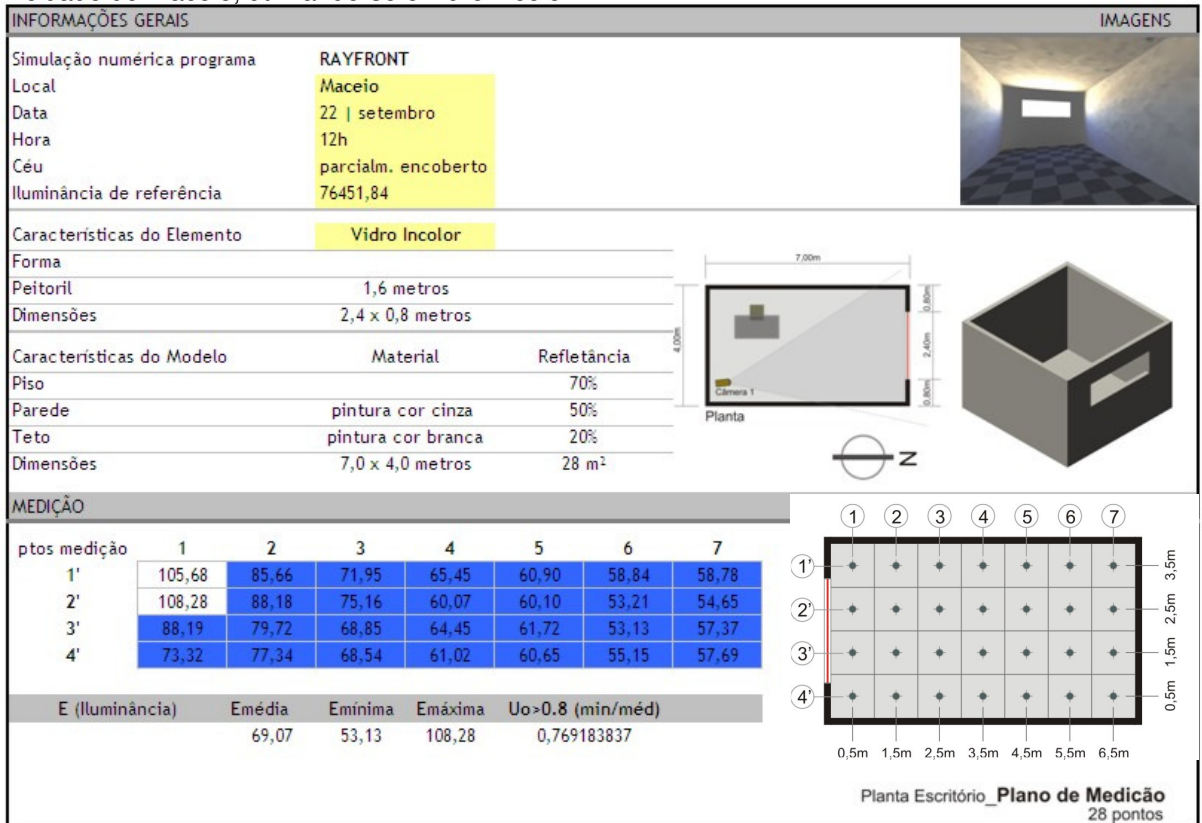 INFORMAÇÕES GERAIS IMAGENS
Simulação numérica programa RAYFRONT
Local Maceio
Data 22 | setembro
Hora 12h
Céu parcialm. encoberto
Iluminância de referência 76451,84
Características do Elemento Vidro Incolor
Forma
Peitoril 1,6 metros
Dimensões 2,4 x 0,8 metros
Características do Modelo Material Refletância
Piso 70%
Parede pintura cor cinza 50%
Teto pintura cor branca 20%
Dimensões 7,0 x 4,0 metros 28 m²
7,00m
4,00m
0,80m
2,40m
0,80m
Câmera 1
Planta
N
MEDIÇÃO
ptos medição 1 2 3 4 5 6 7
1' 105,68 85,66 71,95 65,45 60,90 58,84 58,78
2' 108,28 88,18 75,16 60,07 60,10 53,21 54,65
3' 88,19 79,72 68,85 64,45 61,72 53,13 57,37
4' 73,32 77,34 68,54 61,02 60,65 55,15 57,69
E (Iluminância) Emédia Emínima Emáxima Uo>0.8 (min/méd)
69,07 53,13 108,28 0,769183837
1 2 3 4 5 6 7
1' 3,5m
2' 2,5m
3' 1,5m
4' 0,5m
0,5m 1,5m 2,5m 3,5m 4,5m 5,5m 6,5m
Planta Escritório_Plano de Medicão
28 pontos